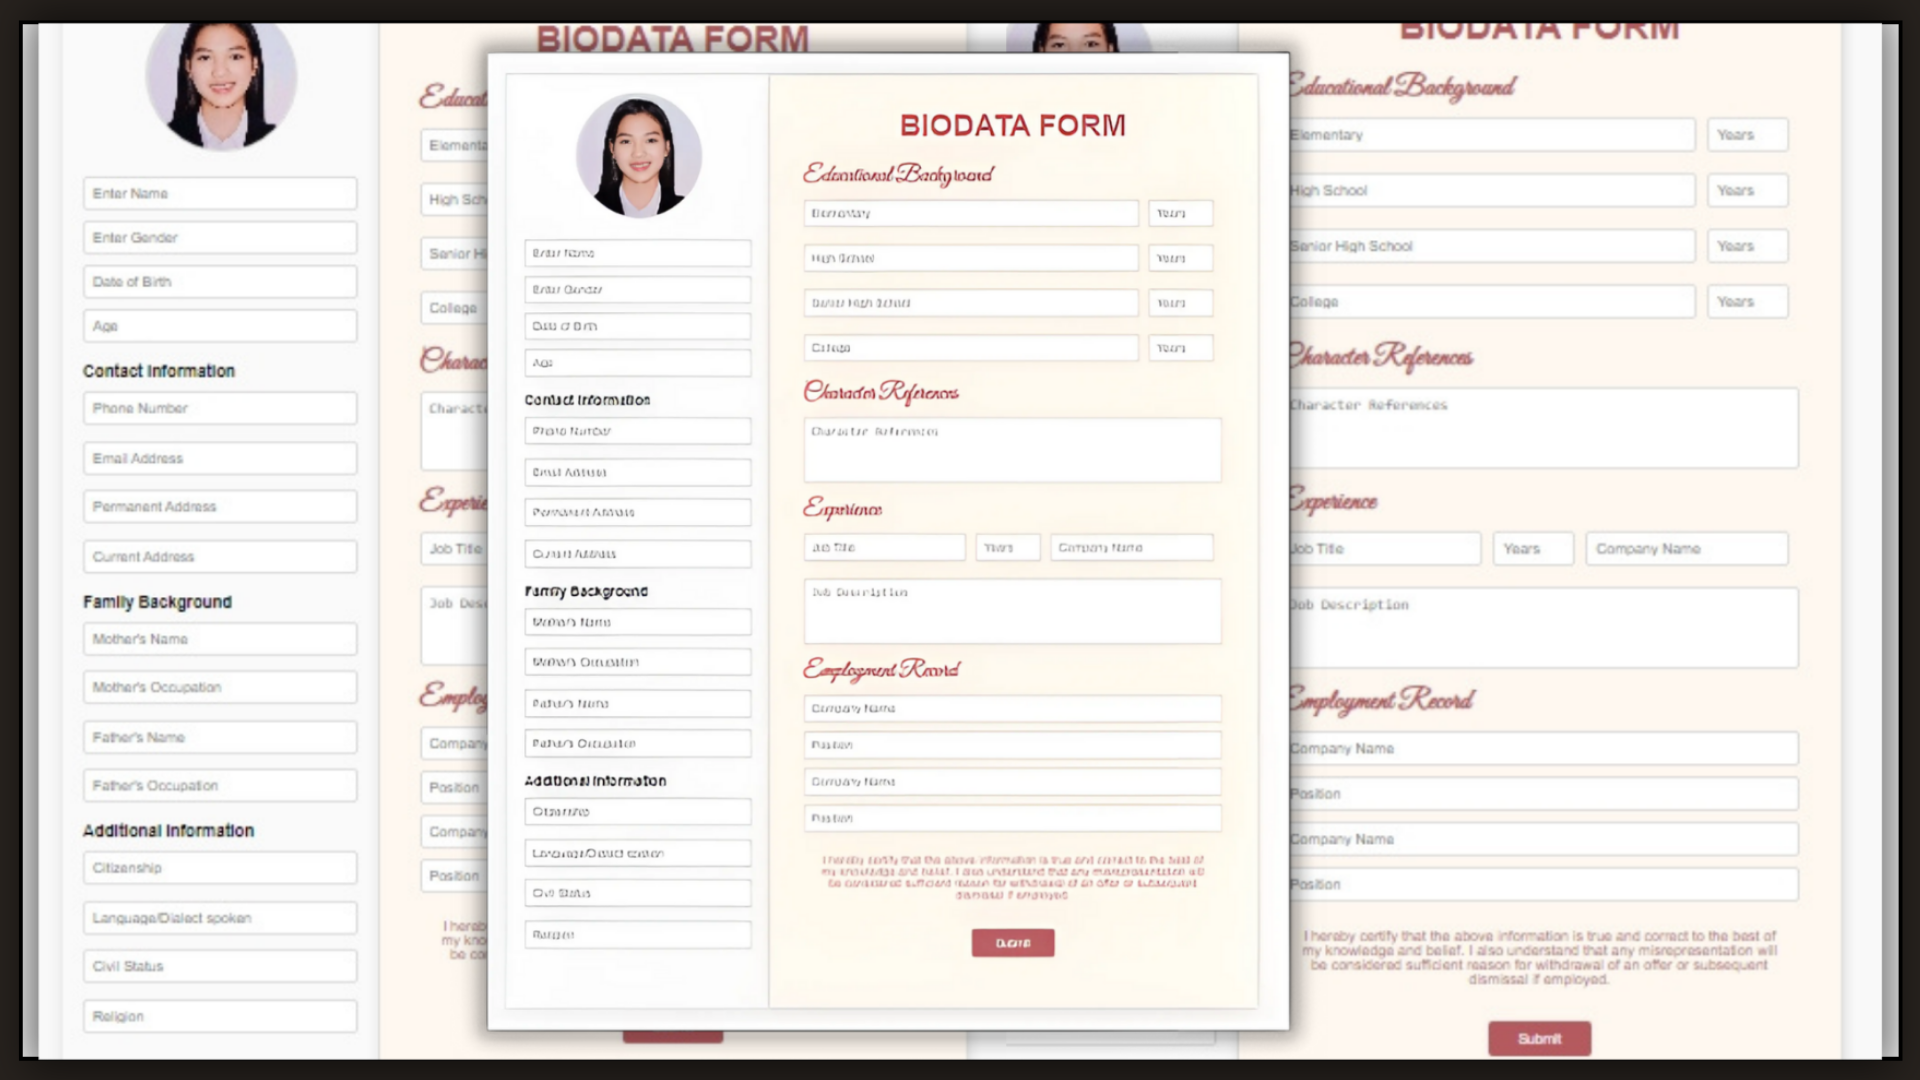 BIODATA FORM
Enter Name
Enter Gender
Date of Birth
Age
Contact Information
Phone Number
Email Address
Permanent Address
Current Address
Family Background
Mother's Name
Mother's Occupation
Father's Name
Father's Occupation
Additional Information
Citizenship
Language/Dialect spoken
Civil Status
Religion
Elementa
High Sch
Senior Hi
College
Job Title
Company
Position
Company
Position
I hereb
my kno
be co
BIODATA FORM
Enter Name
Enter Gender
Date of Birth
Age
Contact Information
Phone Number
Email Address
Permanent Address
Current Address
Family Background
Mother's Name
Mother's Occupation
Father's Name
Father's Occupation
Additional Information
Citizenship
Language/Dialect spoken
Civil Status
Religion
Educational Background
Elementary Years
High School Years
Senior High School Years
College Years
Character References
Character References
Experience
Job Title Years Company Name
Job Description
Employment Record
Company Name
Position
Company Name
Position
I hereby certify that the above information is true and correct to the best of
my knowledge and belief. I also understand that any misrepresentation will
be considered sufficient reason for withdrawal of an offer or subsequent
dismissal if employed.
Submit
BIODATA FORM
Educational Background
Elementary Years
High School Years
Senior High School Years
College Years
Character References
Character References
Experience
Job Title Years Company Name
Job Description
Employment Record
Company Name
Position
Company Name
Position
I hereby certify that the above information is true and correct to the best of
my knowledge and belief. I also understand that any misrepresentation will
be considered sufficient reason for withdrawal of an offer or subsequent
dismissal if employed.
Submit